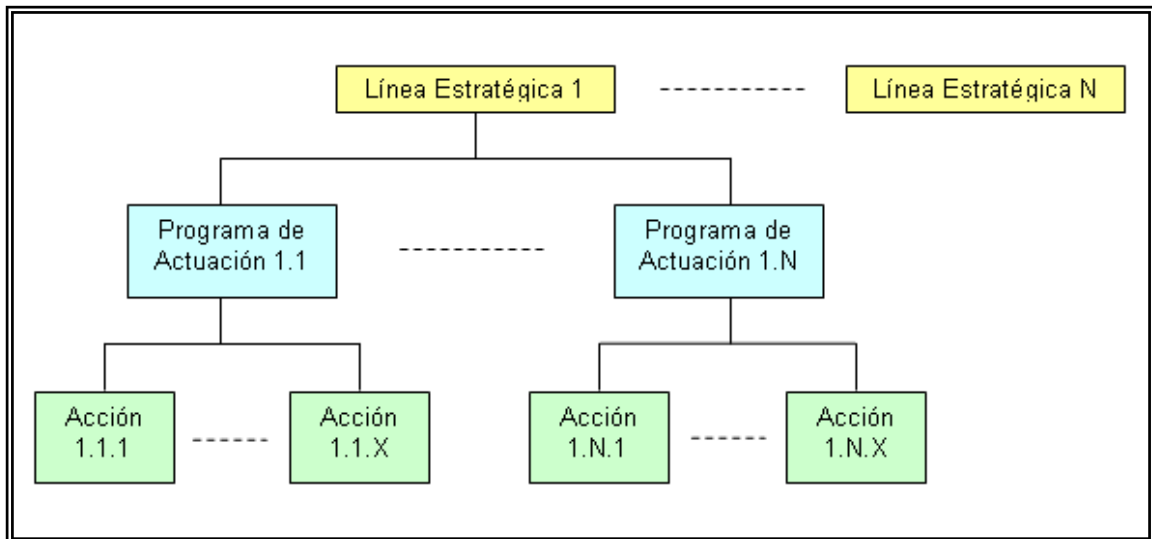 Línea Estratégica 1
Línea Estratégica N
Programa de
Actuación 1.1
Programa de
Actuación 1.N
Acción
1.1.1
Acción
1.1.X
Acción
1.N.1
Acción
1.N.X